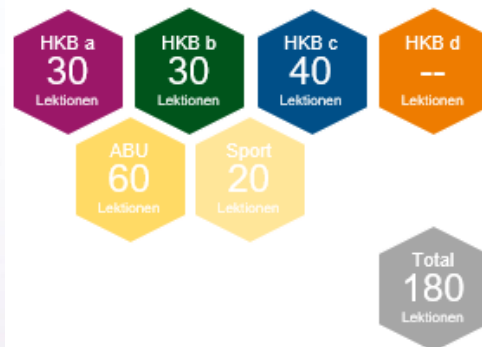 HKB a
30
Lektionen
HKB b
30
Lektionen
HKB c
40
Lektionen
HKB d
--
Lektionen
ABU
60
Lektionen
Sport
20
Lektionen
Total
180
Lektionen